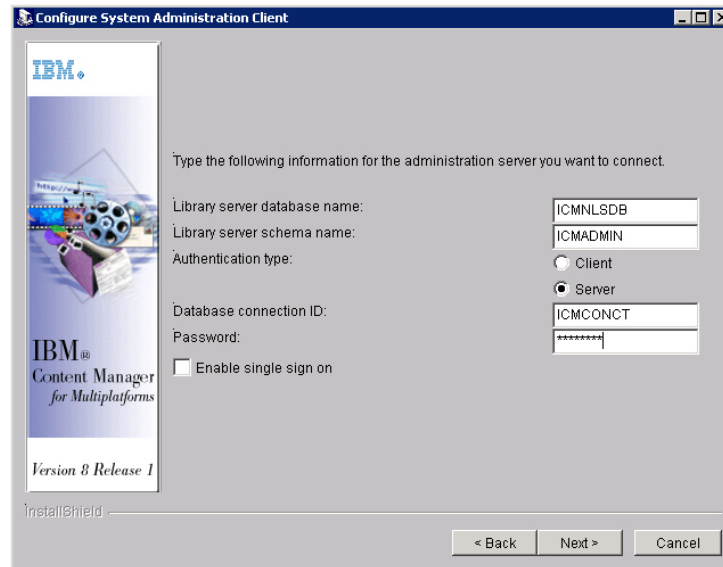 Configure System Administration Client
IBM®
http://w
Type the following information for the administration server you want to connect.
Library server database name: ICMNLSDB
Library server schema name: ICMADMIN
Authentication type: Client
Server
Database connection ID: ICMCONCT
Password: ********
Enable single sign on
IBM®
Content Manager
for Multiplatforms
Version 8 Release 1
InstallShield
< Back Next > Cancel